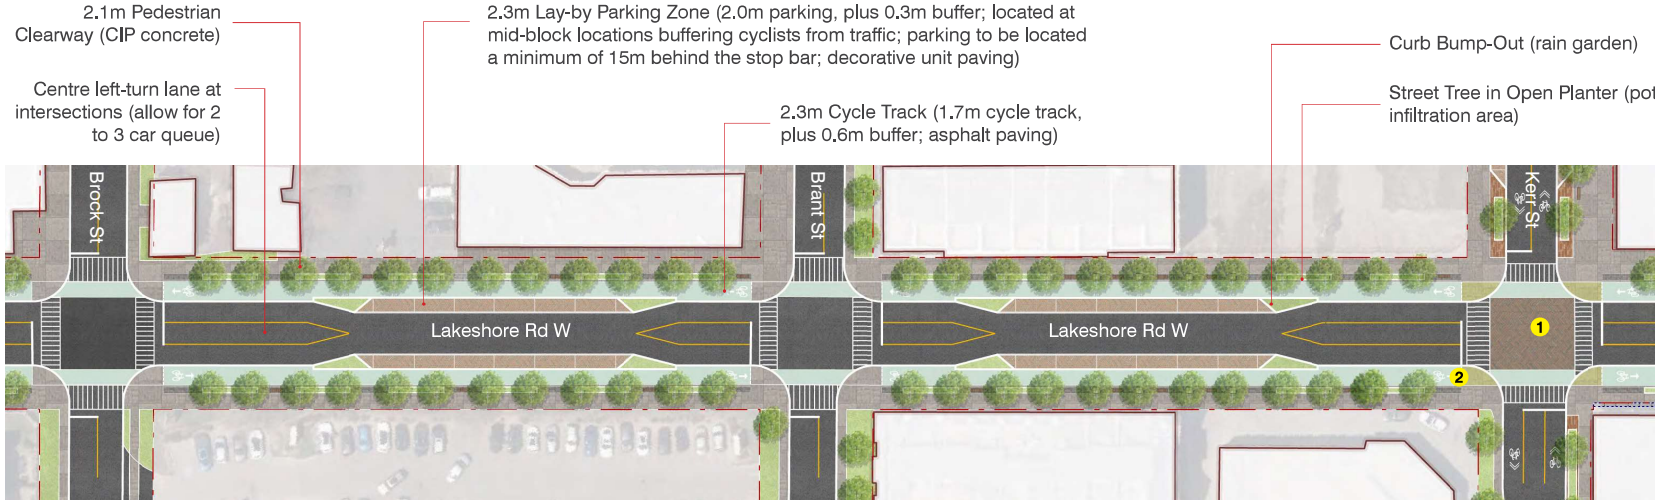 2.1m Pedestrian
Clearway (CIP concrete)
Centre left-turn lane at
intersections (allow for 2
to 3 car queue)
2.3m Lay-by Parking Zone (2.0m parking, plus 0.3m buffer; located at
mid-block locations buffering cyclists from traffic; parking to be located
a minimum of 15m behind the stop bar; decorative unit paving)
2.3m Cycle Track (1.7m cycle track,
plus 0.6m buffer; asphalt paving)
Curb Bump-Out (rain garden)
Street Tree in Open Planter (pot
infiltration area)
Brock St
Brant St
Kerr St
Lakeshore Rd W
Lakeshore Rd W
1
2